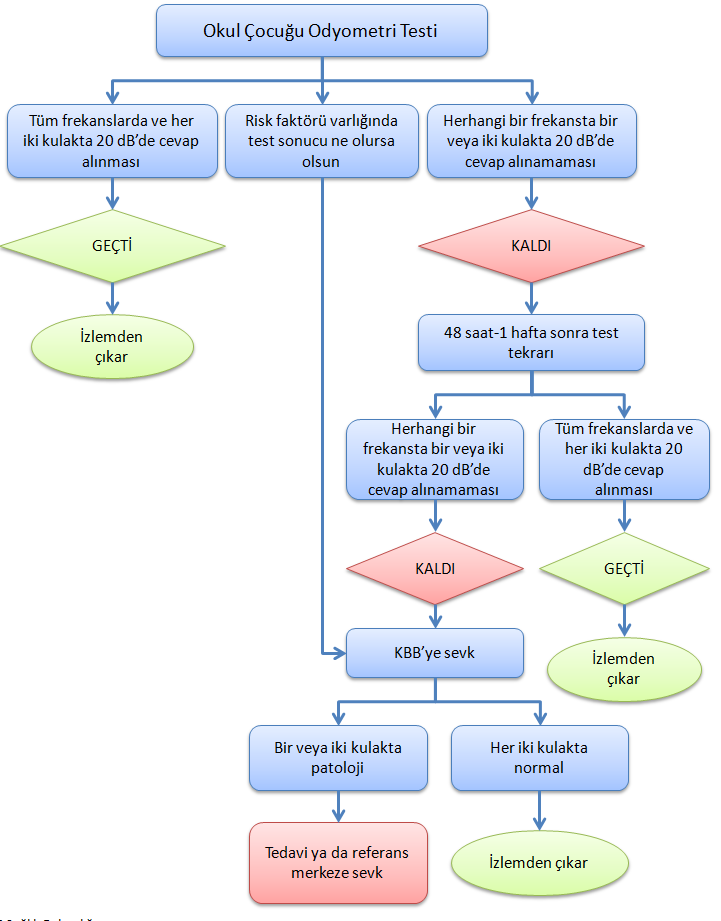 Okul Çocuğu Odyometri Testi
Tüm frekanslarda ve her
iki kulakta 20 dB’de cevap
alınması
Risk faktörü varlığında
test sonucu ne olursa
olsun
Herhangi bir frekansta bir
veya iki kulakta 20 dB’de
cevap alınamaması
GEÇTİ
KALDI
İzlemden
çıkar
48 saat-1 hafta sonra test
tekrarı
Herhangi bir
frekansta bir veya iki
kulakta 20 dB’de
cevap alınamaması
Tüm frekanslarda ve
her iki kulakta 20
dB’de cevap
alınması
KALDI
GEÇTİ
KBB’ye sevk
İzlemden
çıkar
Bir veya iki kulakta
patoloji
Her iki kulakta
normal
Tedavi ya da referans
merkeze sevk
İzlemden çıkar